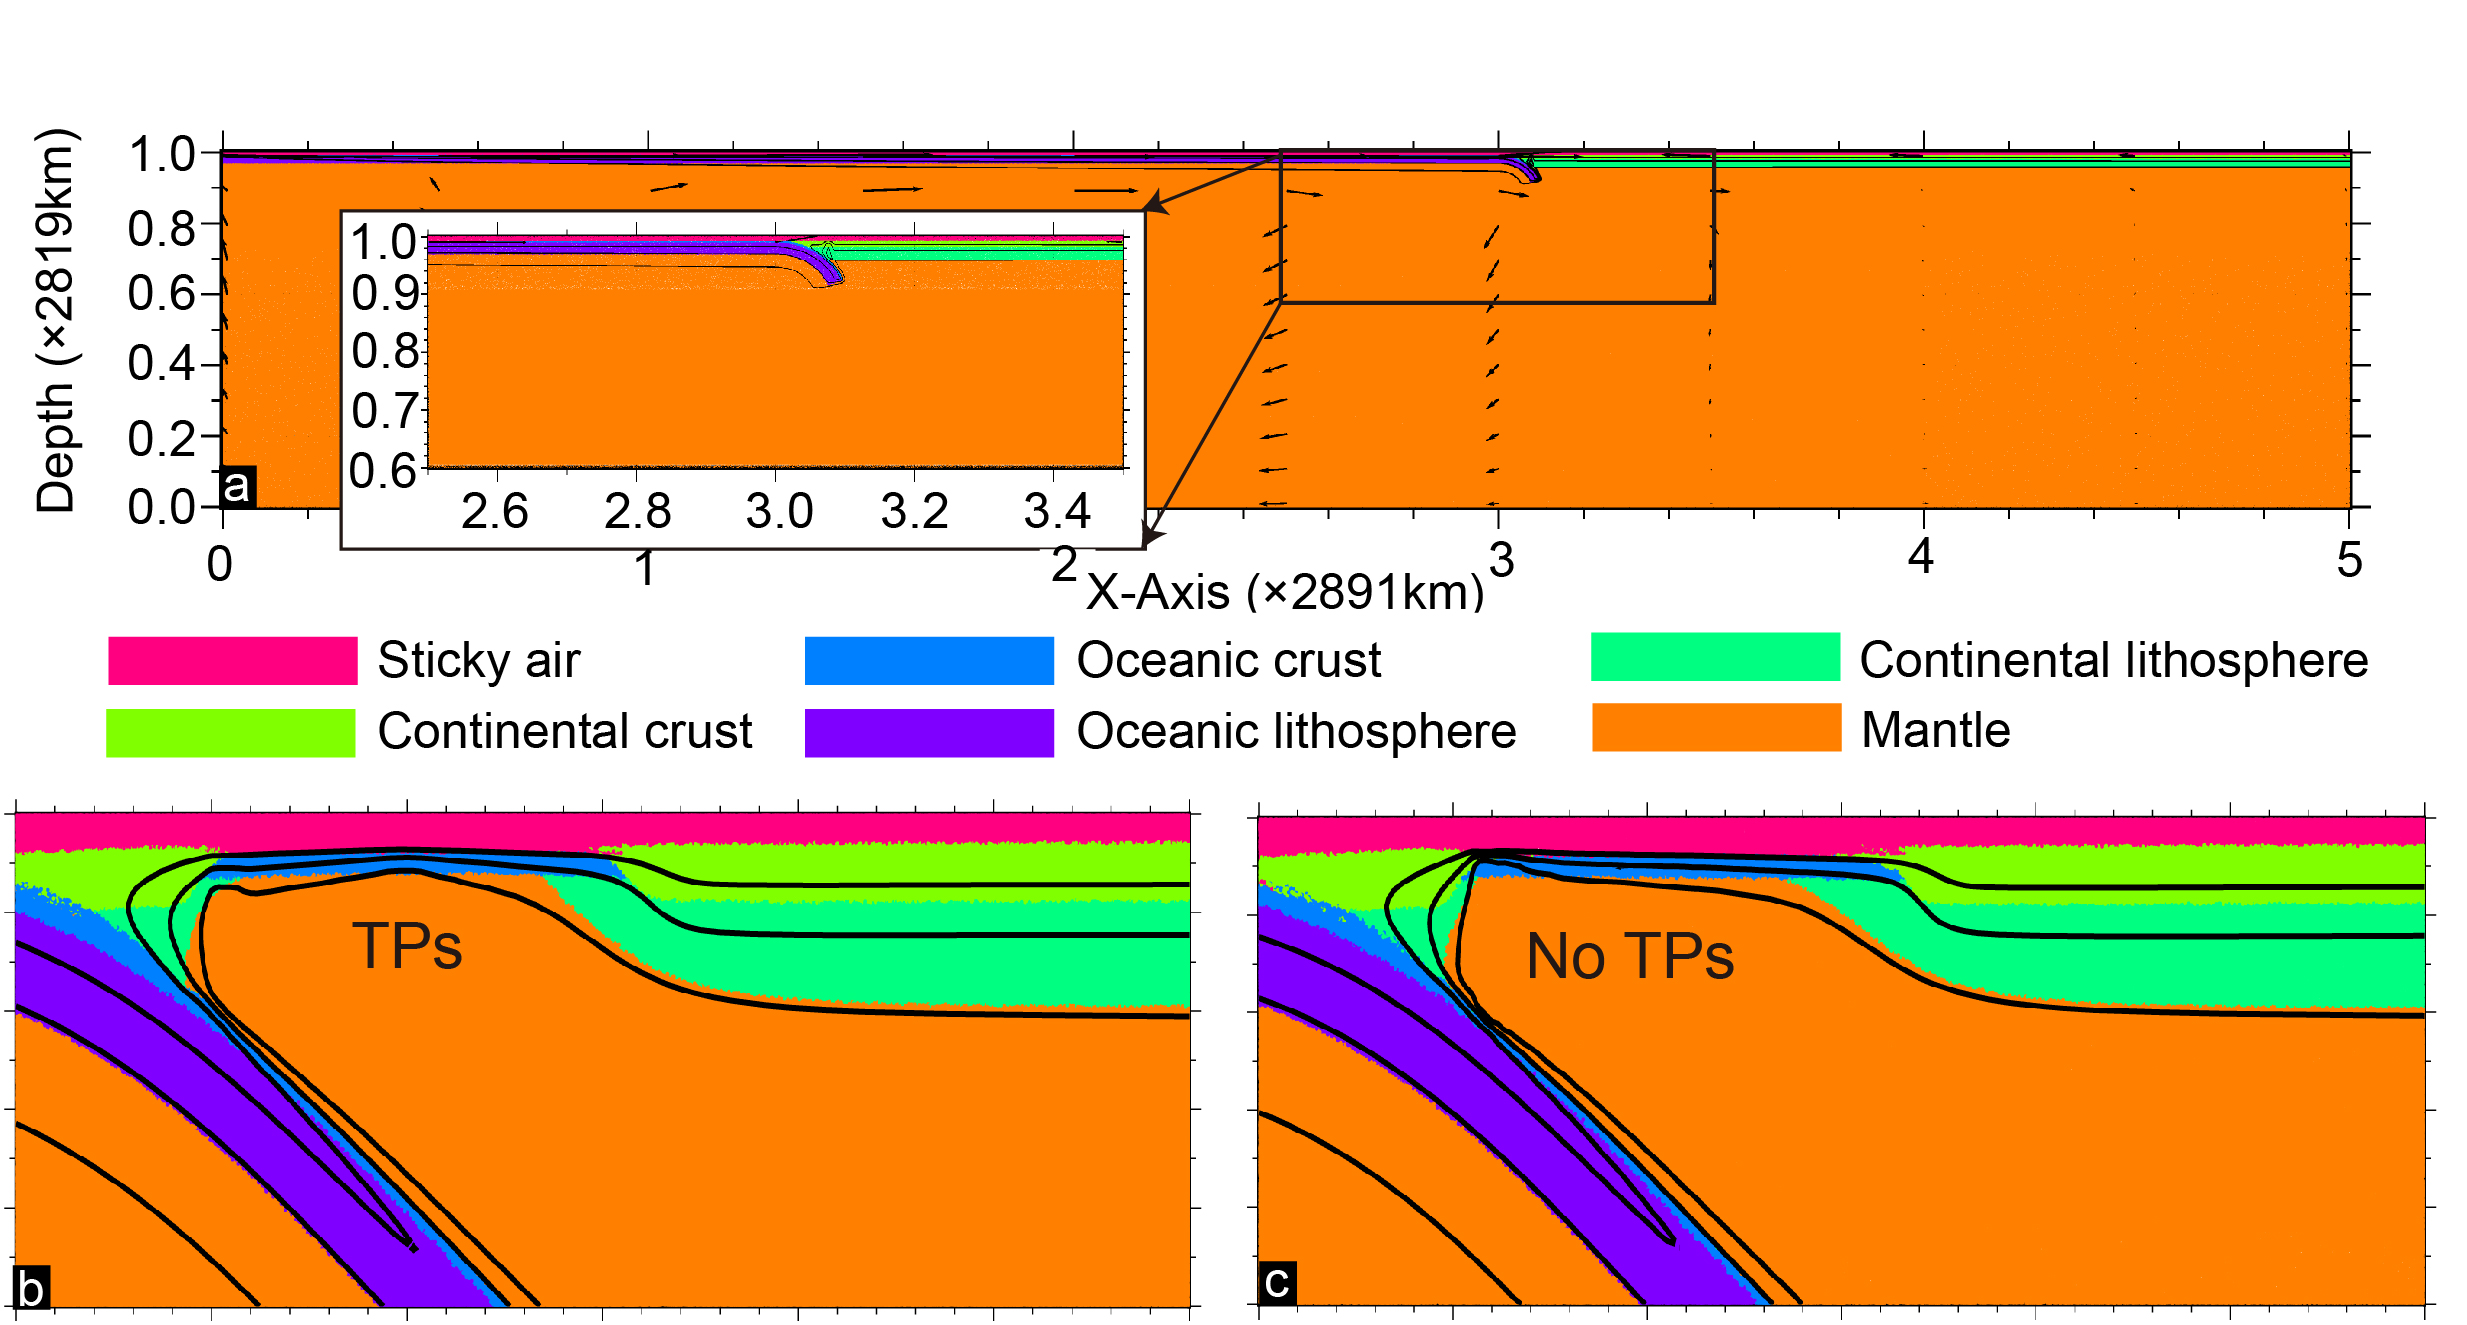 Depth (×2819km)
1.0
0.8
0.6
0.4
0.2
0.0
a
1.0
0.9
0.8
0.7
0.6
2.6 2.8 3.0 3.2 3.4
0 1 2 3 4 5
X-Axis (×2891km)
Sticky air Oceanic crust Continental lithosphere
Continental crust Oceanic lithosphere Mantle
TPs
b
No TPs
c